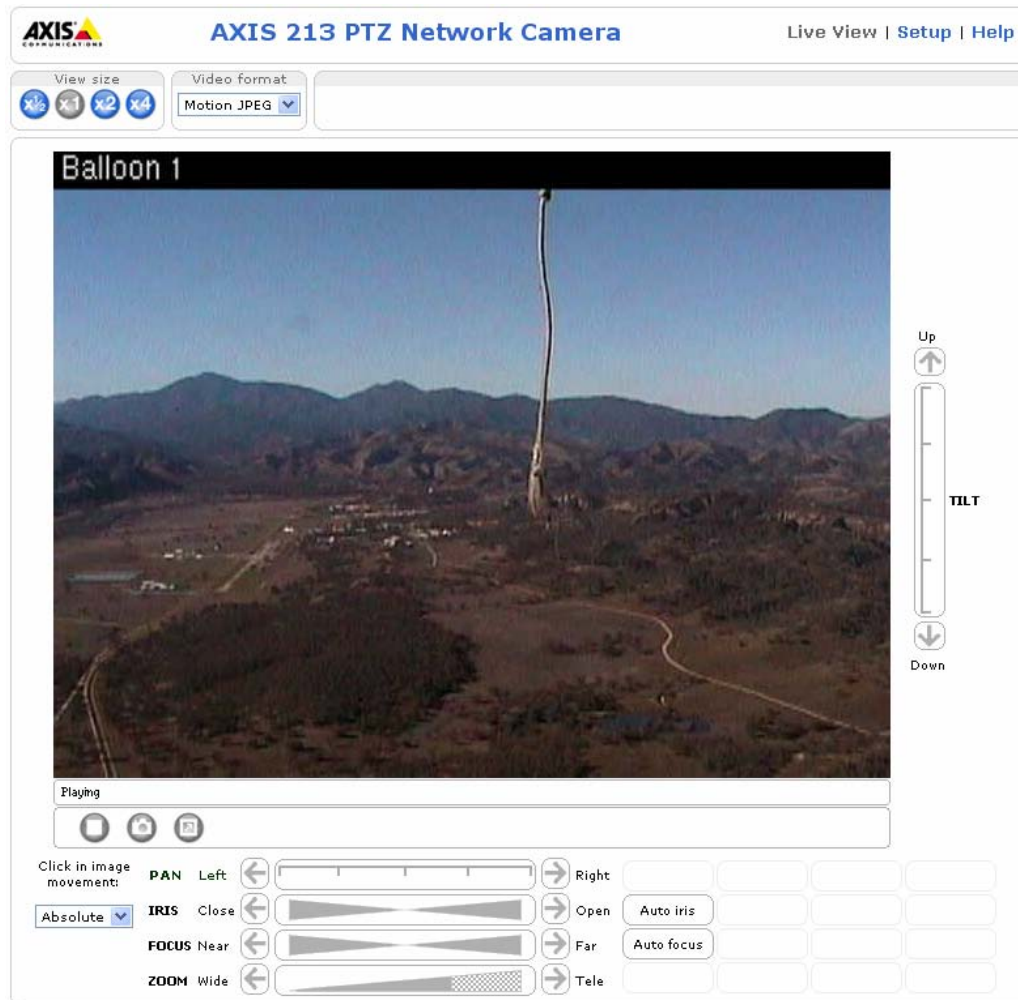 AXIS
COMMUNICATIONS
AXIS 213 PTZ Network Camera
Live View | Setup | Help
View size
Video format
x½ x1 x2 x4
Motion JPEG
Balloon 1
Up
TILT
Down
Playing
Click in image
movement:
Absolute
PAN Left Right
IRIS Close Open Auto iris
FOCUS Near Far Auto focus
ZOOM Wide Tele